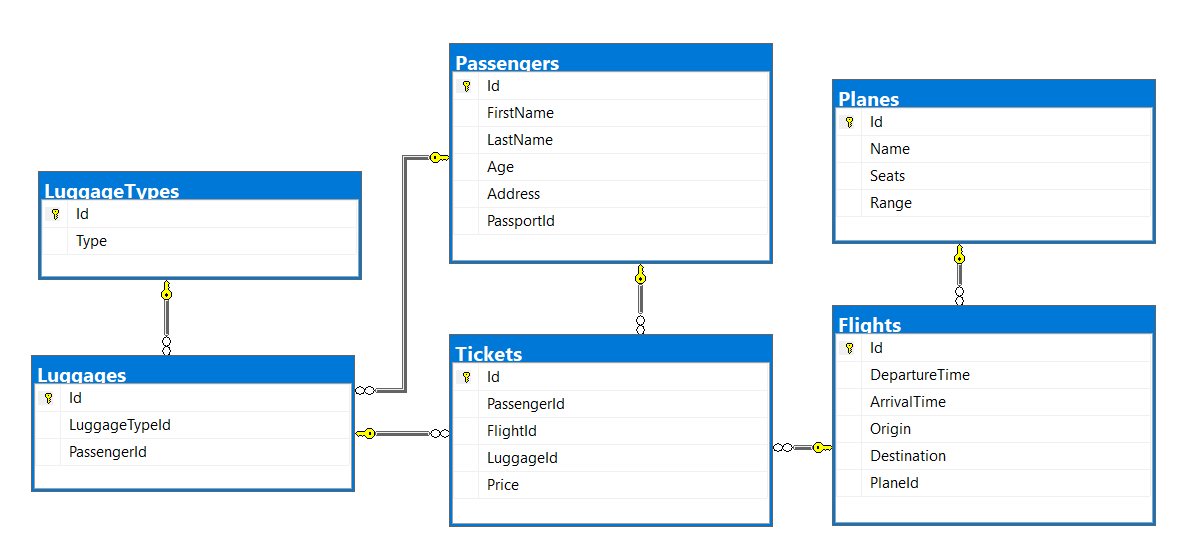 Passengers
Id
FirstName
LastName
Age
Address
PassportId
Planes
Id
Name
Seats
Range
LuggageTypes
Id
Type
Luggages
Id
LuggageTypeId
PassengerId
Tickets
Id
PassengerId
FlightId
LuggageId
Price
Flights
Id
DepartureTime
ArrivalTime
Origin
Destination
PlaneId